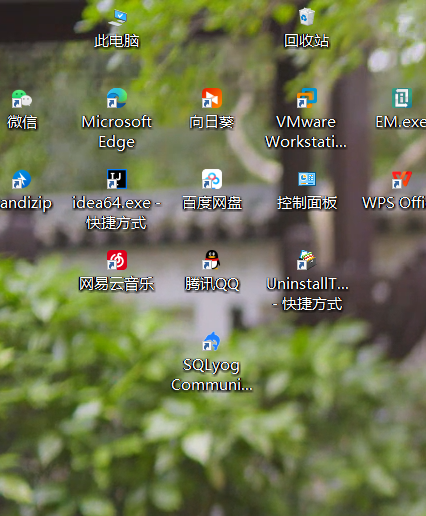 此电脑
回收站
微信
Microsoft
Edge
向日葵
VMware
Workstati...
EM.exe
andizip
idea64.exe -
快捷方式
百度网盘
控制面板
WPS Offi
网易云音乐
腾讯QQ
UninstallT...
- 快捷方式
SQLyog
Communi...